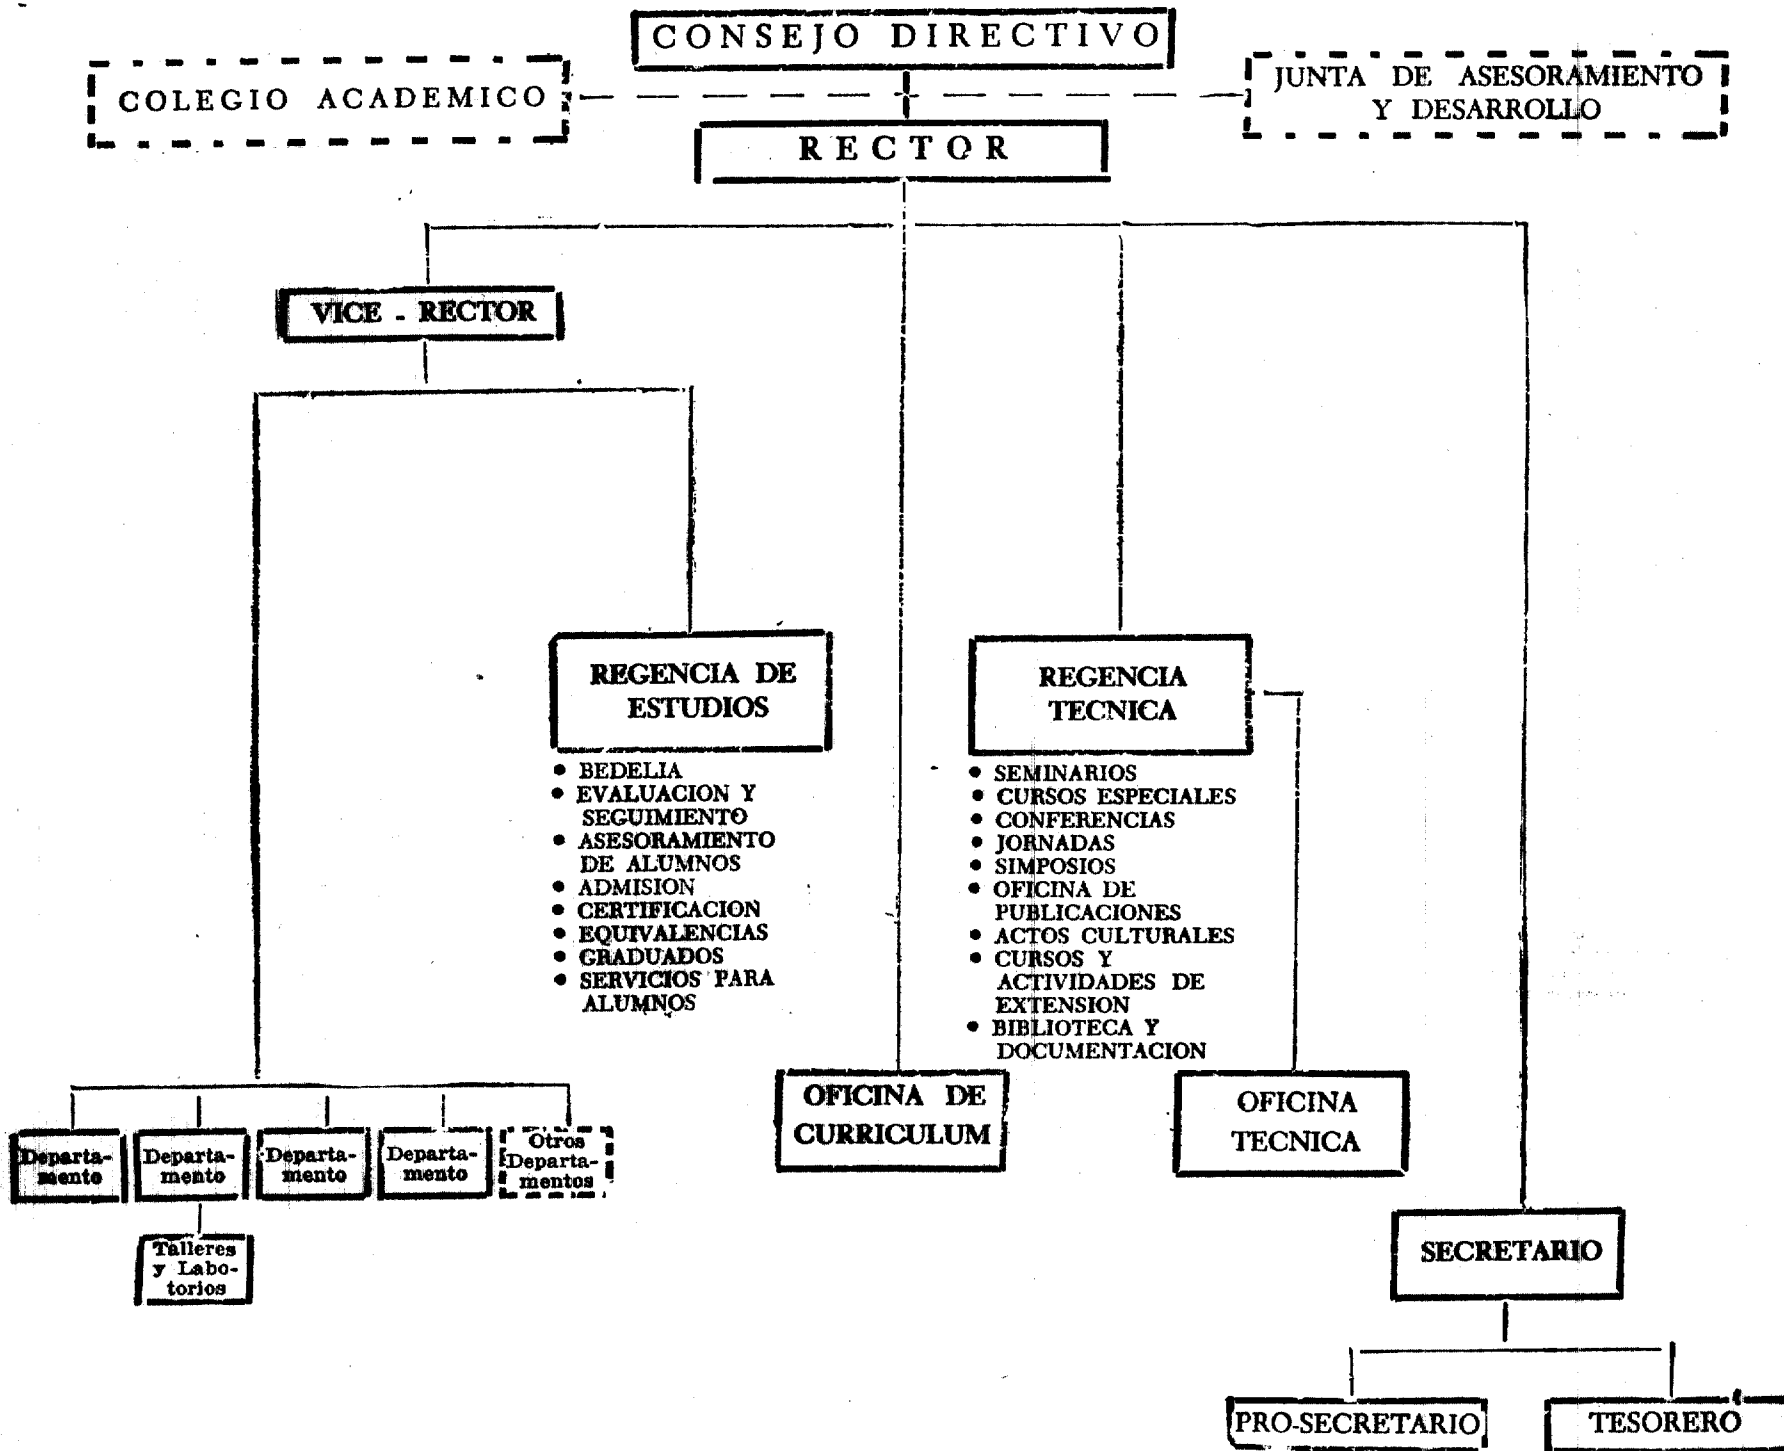 CONSEJO DIRECTIVO
COLEGIO ACADEMICO
JUNTA DE ASESORAMIENTO
Y DESARROLLO
RECTOR
VICE - RECTOR
REGENCIA DE
ESTUDIOS
• BEDELIA
• EVALUACION Y
SEGUIMIENTO
• ASESORAMIENTO
DE ALUMNOS
• ADMISION
• CERTIFICACION
• EQUIVALENCIAS
• GRADUADOS
• SERVICIOS PARA
ALUMNOS
REGENCIA
TECNICA
• SEMINARIOS
• CURSOS ESPECIALES
• CONFERENCIAS
• JORNADAS
• SIMPOSIOS
• OFICINA DE
PUBLICACIONES
• ACTOS CULTURALES
• CURSOS Y
ACTIVIDADES DE
EXTENSION
• BIBLIOTECA Y
DOCUMENTACION
Departa-
mento
Departa-
mento
Departa-
mento
Departa-
mento
Otros
Departa-
mentos
Talleres
y Labo-
torios
OFICINA DE
CURRICULUM
OFICINA
TECNICA
SECRETARIO
PRO-SECRETARIO
TESORERO